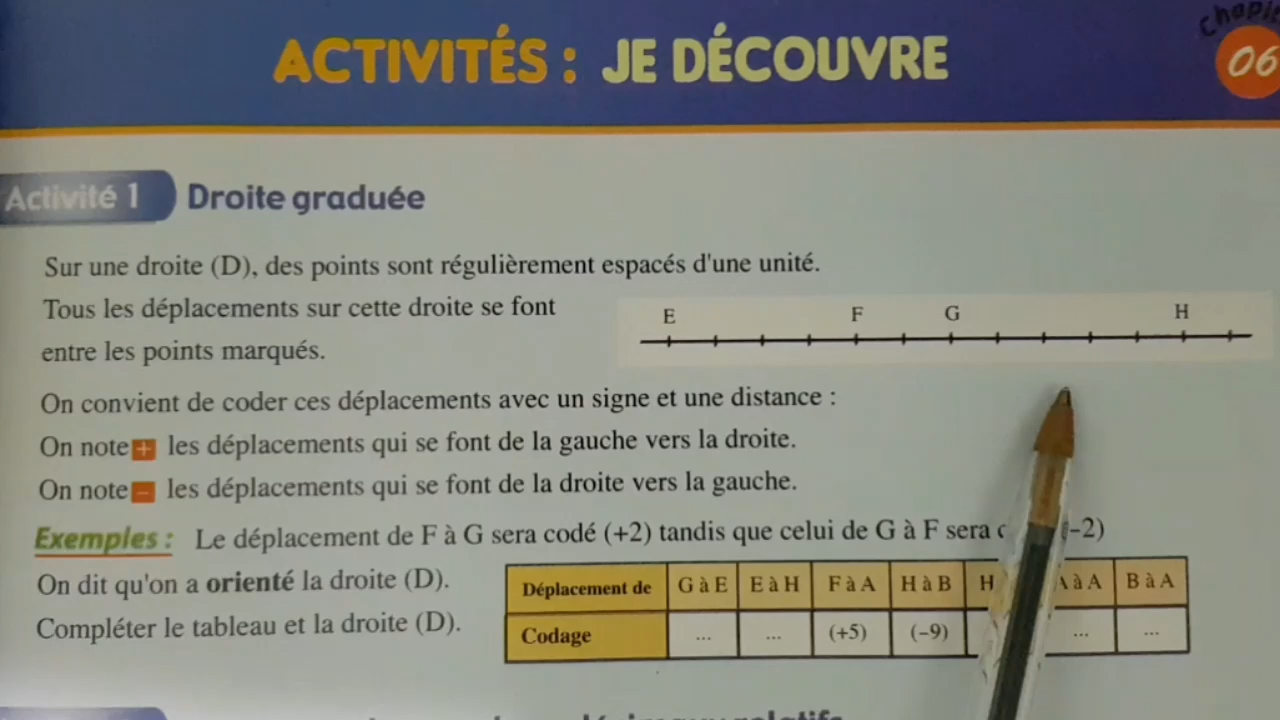 Chapi
06
ACTIVITÉS : JE DÉCOUVRE
Activité 1 Droite graduée
Sur une droite (D), des points sont régulièrement espacés d'une unité.
Tous les déplacements sur cette droite se font
entre les points marqués.
E F G H
On convient de coder ces déplacements avec un signe et une distance :
On note + les déplacements qui se font de la gauche vers la droite.
On note - les déplacements qui se font de la droite vers la gauche.
Exemples : Le déplacement de F à G sera codé (+2) tandis que celui de G à F sera c (-2)
On dit qu'on a orienté la droite (D).
Compléter le tableau et la droite (D).
Déplacement de G à E E à H F à A H à B H à A B à A
Codage ... ... (+5) (-9) ... ...